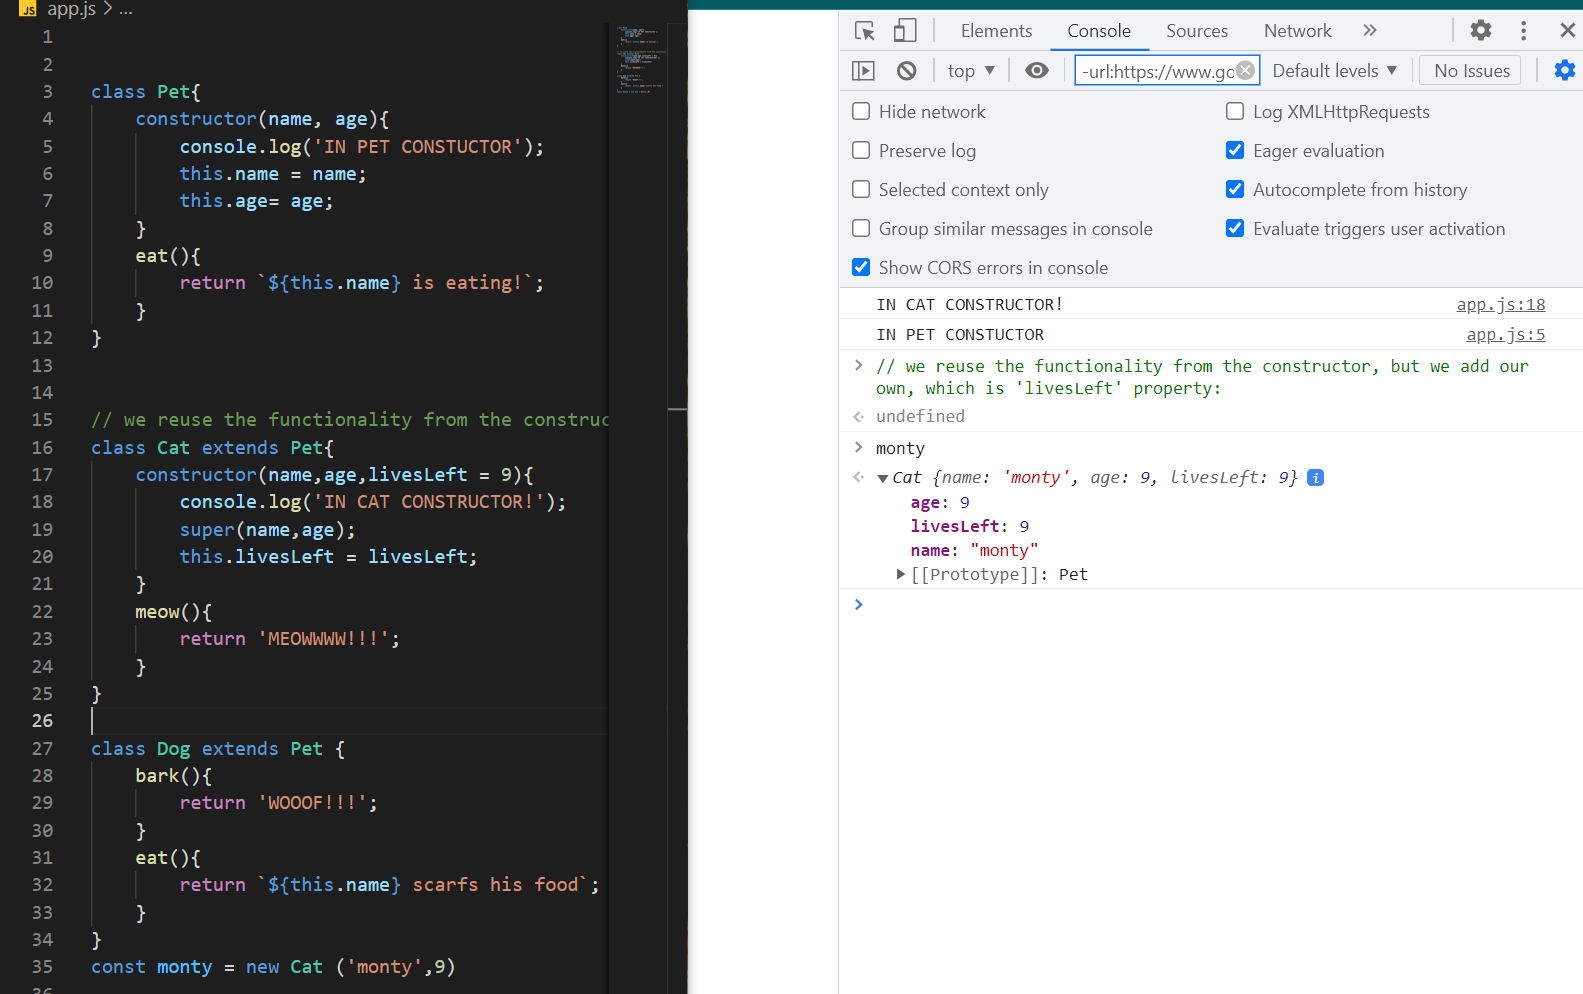 JS app.js > ...
1
2
3 class Pet{
4 constructor(name, age){
5 console.log('IN PET CONSTUCTOR');
6 this.name = name;
7 this.age= age;
8 }
9 eat(){
10 return `${this.name} is eating!`;
11 }
12 }
13
14
15 // we reuse the functionality from the construc
16 class Cat extends Pet{
17 constructor(name,age,livesLeft = 9){
18 console.log('IN CAT CONSTRUCTOR!');
19 super(name,age);
20 this.livesLeft = livesLeft;
21 }
22 meow(){
23 return 'MEOWWWW!!!';
24 }
25 }
26
27 class Dog extends Pet {
28 bark(){
29 return 'WOOOF!!!';
30 }
31 eat(){
32 return `${this.name} scarfs his food`;
33 }
34 }
35 const monty = new Cat ('monty',9)
36
Elements Console Sources Network »
top ▼ -url:https://www.gc Default levels ▼ No Issues
Hide network Log XMLHttpRequests
Preserve log Eager evaluation
Selected context only Autocomplete from history
Group similar messages in console Evaluate triggers user activation
Show CORS errors in console
IN CAT CONSTRUCTOR! app.js:18
IN PET CONSTUCTOR app.js:5
> // we reuse the functionality from the constructor, but we add our
own, which is 'livesLeft' property:
undefined
> monty
▼Cat {name: 'monty', age: 9, livesLeft: 9} i
age: 9
livesLeft: 9
name: "monty"
▶[[Prototype]]: Pet
>